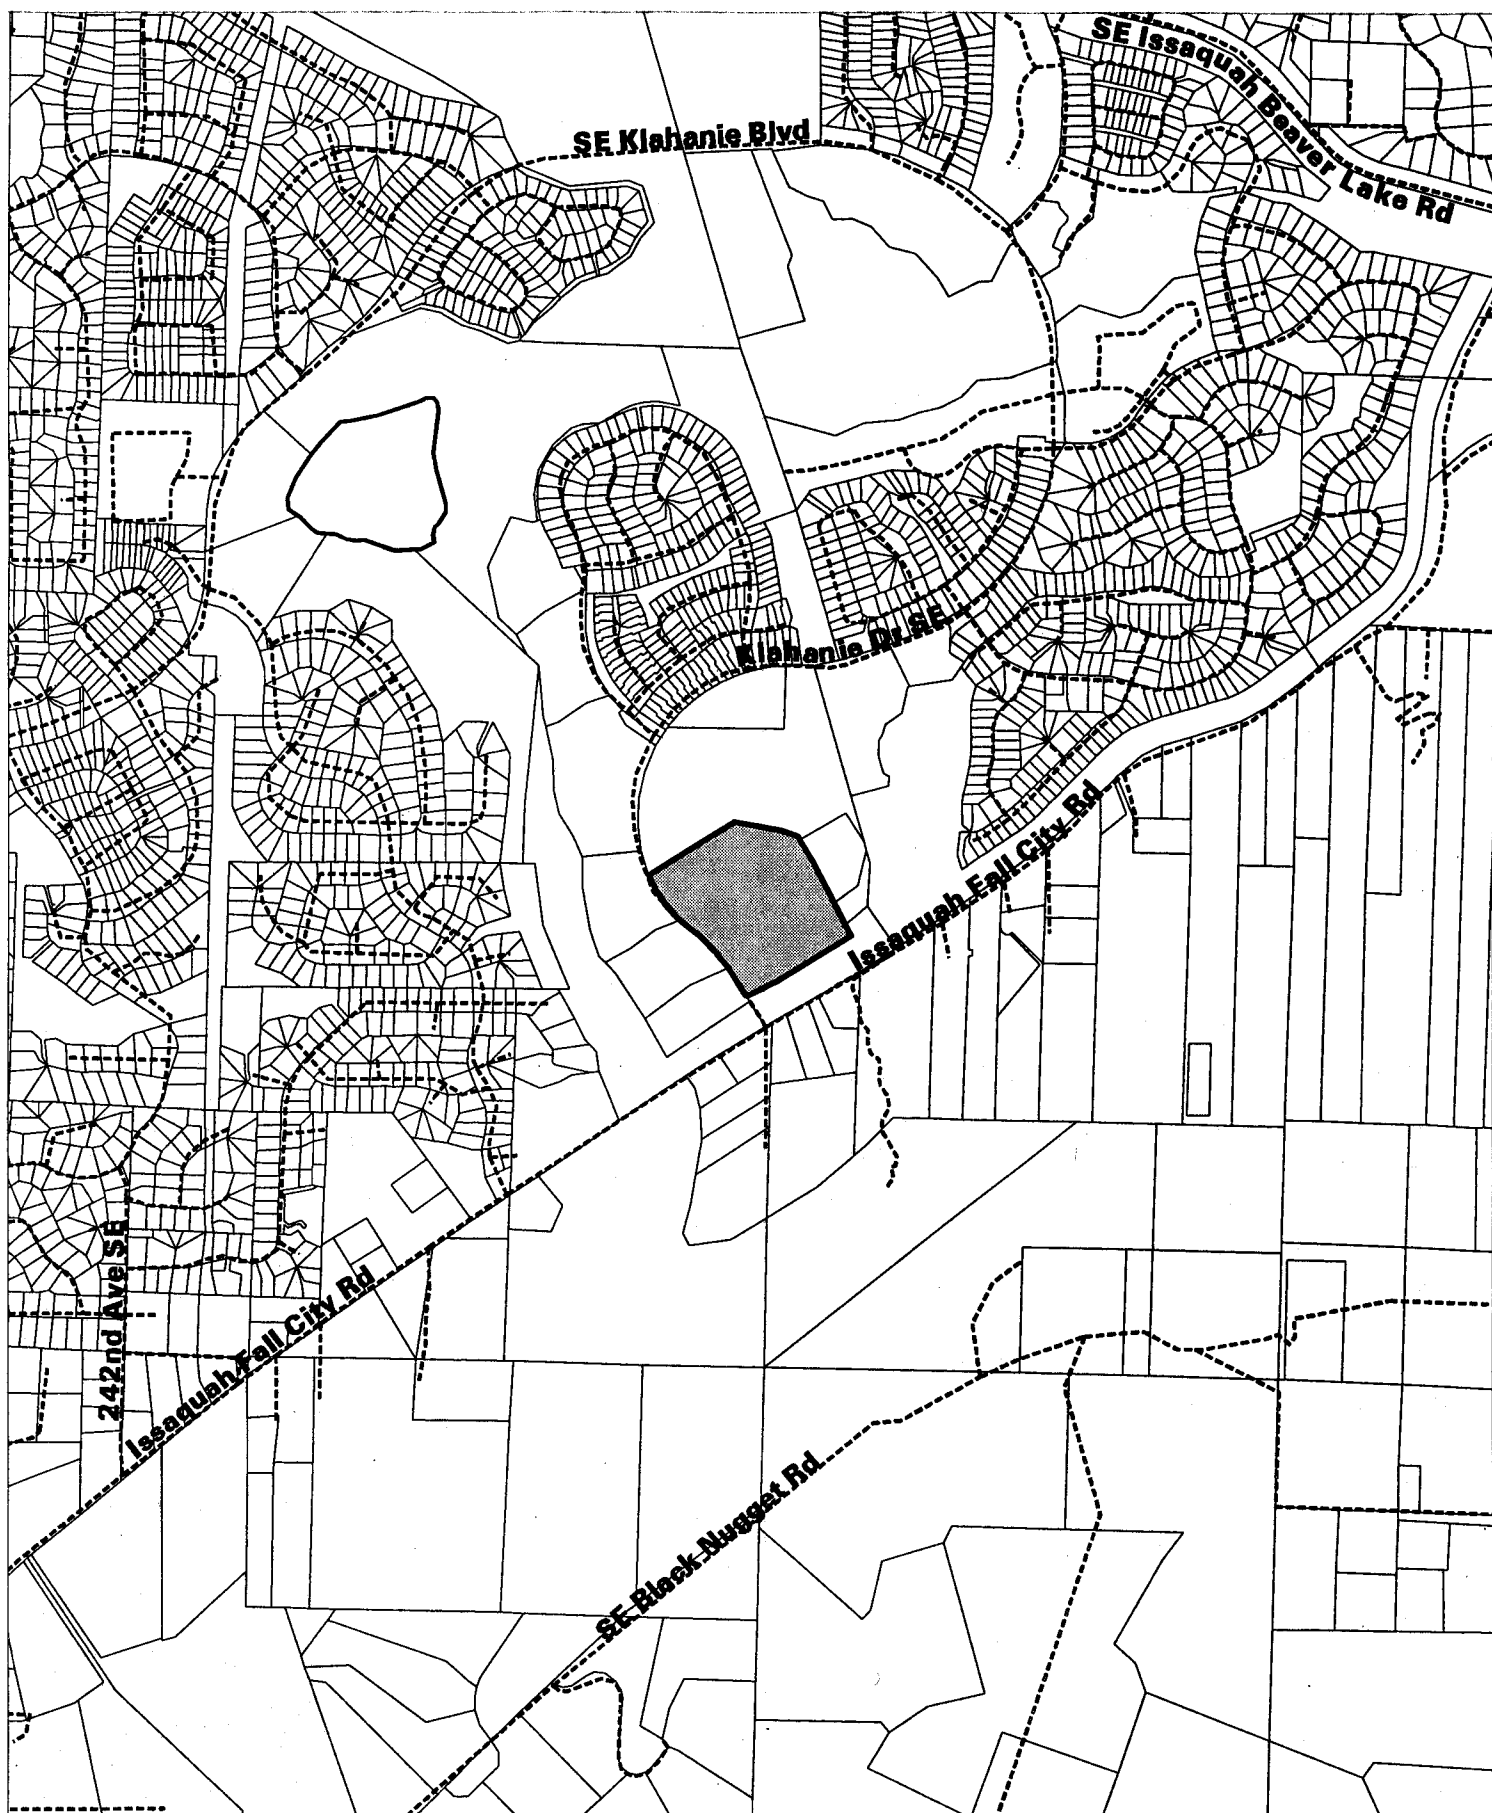 SE Issaquah Beaver Lake Rd
SE Klahanie Blvd
Klahanie Dr SE
Issaquah Fall City Rd
242nd Ave SE
Issaquah Fall City Rd
SE Black Nugget Rd